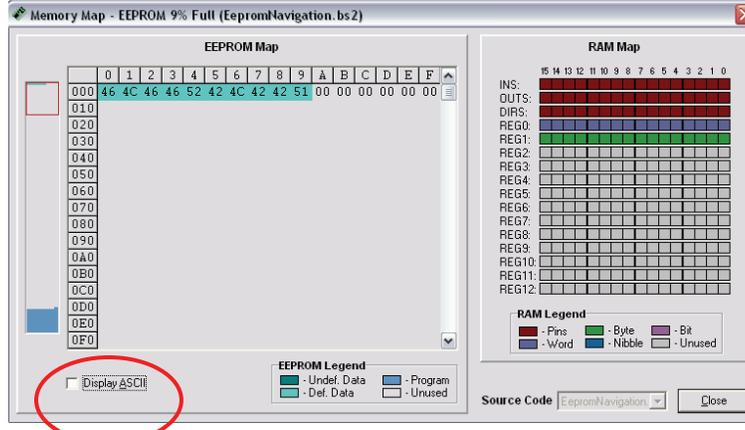 Memory Map - EEPROM 9% Full (EepromNavigation.bs2)
EEPROM Map
0 1 2 3 4 5 6 7 8 9 A B C D E F
000 46 4C 46 46 52 42 4C 42 42 51 00 00 00 00 00 00
010
020
030
040
050
060
070
080
090
0A0
0B0
0C0
0D0
0E0
0F0
Display ASCII
EEPROM Legend
- Undef. Data - Program
- Def. Data - Unused
RAM Map
15 14 13 12 11 10 9 8 7 6 5 4 3 2 1 0
INS:
OUTS:
DIRS:
REG0:
REG1:
REG2:
REG3:
REG4:
REG5:
REG6:
REG7:
REG8:
REG9:
REG10:
REG11:
REG12:
RAM Legend
- Pins - Byte - Bit
- Word - Nibble - Unused
Source Code EepromNavigation. Close